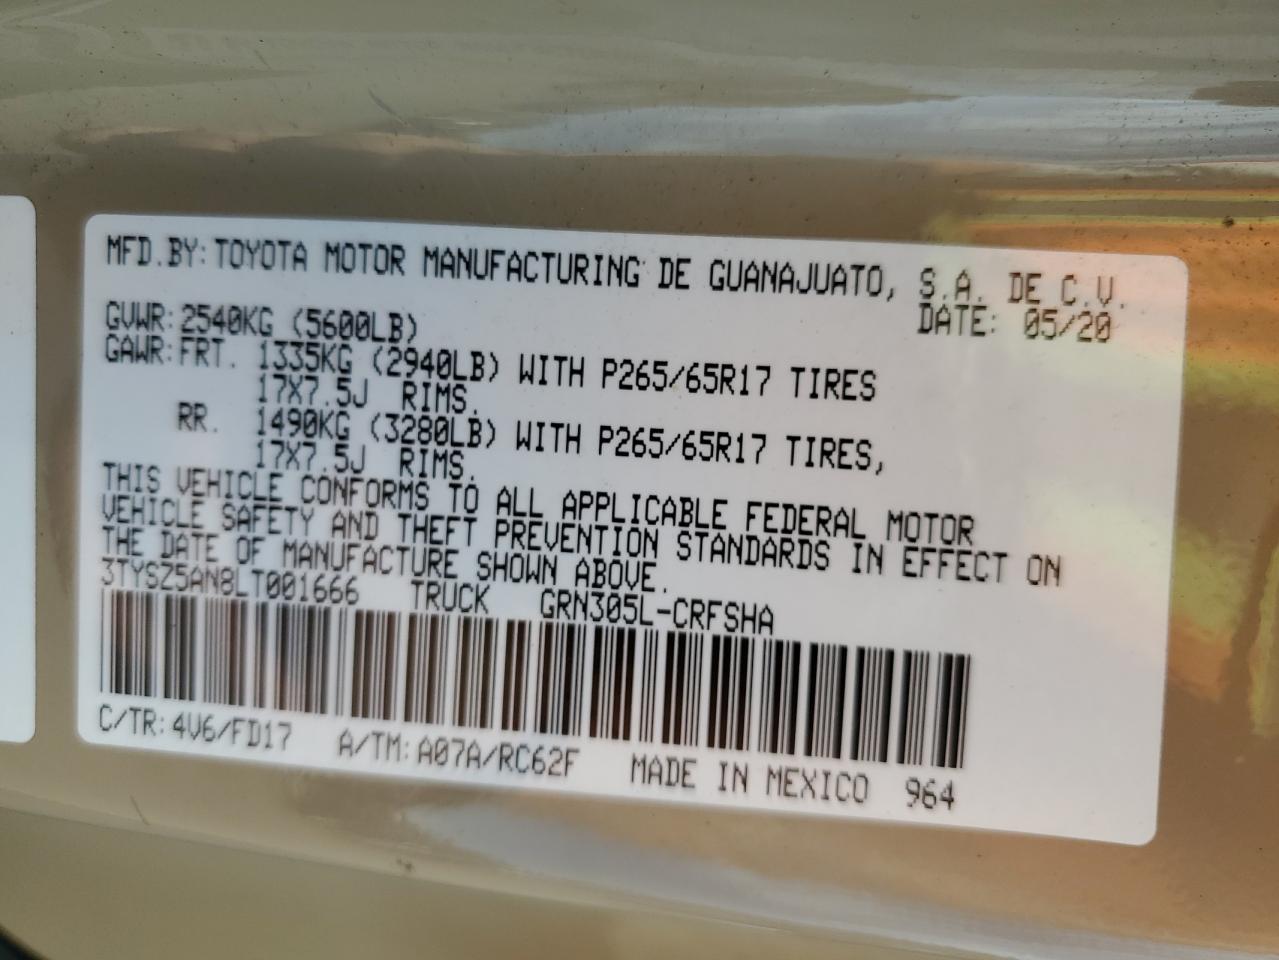 MFD.BY:TOYOTA MOTOR MANUFACTURING DE GUANAJUATO, S.A. DE C.V.
GVWR:2540KG (5600LB) DATE: 05/20
GAWR:FRT. 1335KG (2940LB) WITH P265/65R17 TIRES
17X7.5J RIMS.
RR. 1490KG (3280LB) WITH P265/65R17 TIRES,
17X7.5J RIMS.
THIS VEHICLE CONFORMS TO ALL APPLICABLE FEDERAL MOTOR
VEHICLE SAFETY AND THEFT PREVENTION STANDARDS IN EFFECT ON
THE DATE OF MANUFACTURE SHOWN ABOVE.
3TYSZ5AN8LT001666 TRUCK GRN305L-CRFSHA
C/TR:4V6/FD17 A/TM:A07A/RC62F MADE IN MEXICO 964